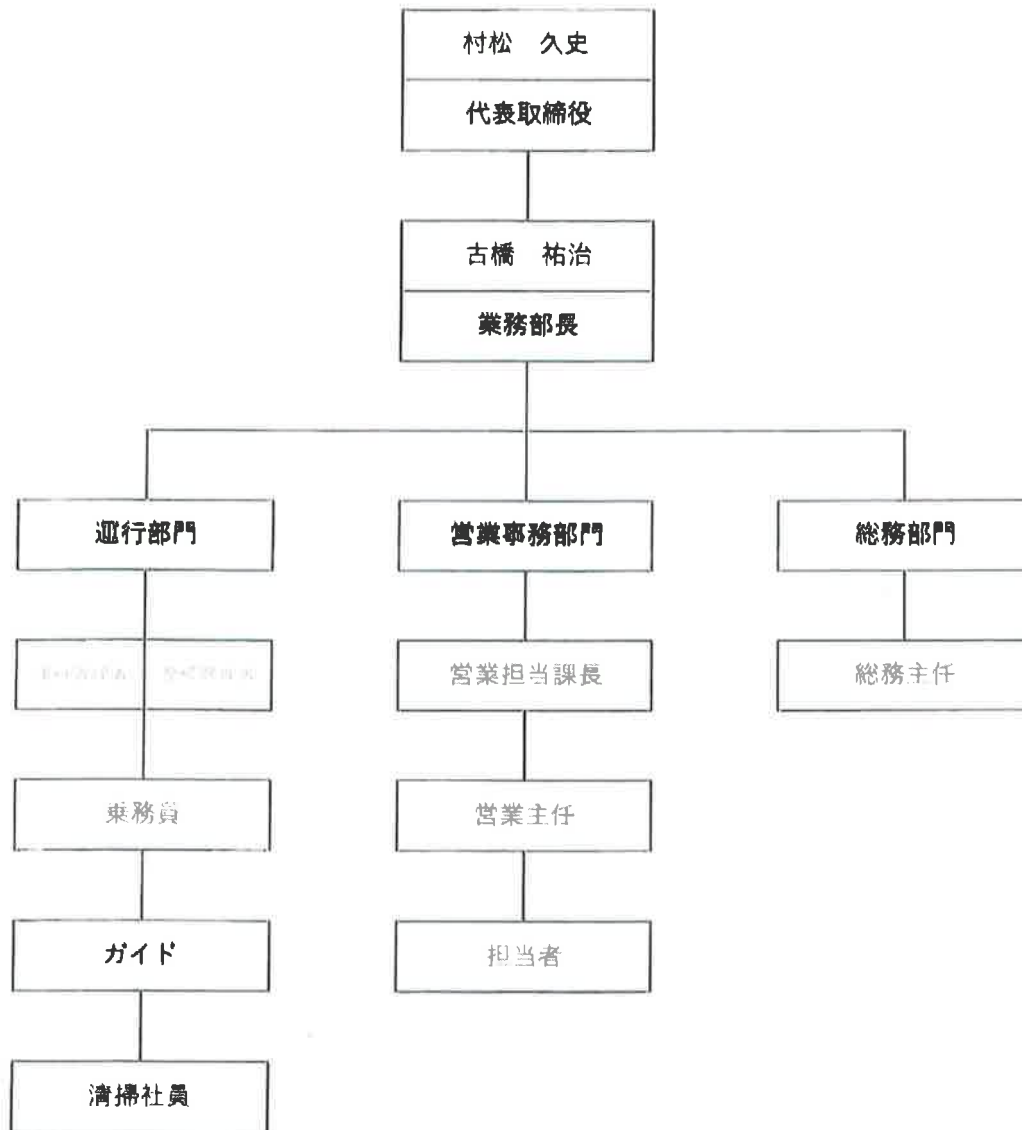 村松　久史
代表取締役
古橋　祐治
業務部長
運行部門
営業事務部門
総務部門
営業担当課長
総務主任
乗務員
営業主任
ガイド
担当者
清掃社員